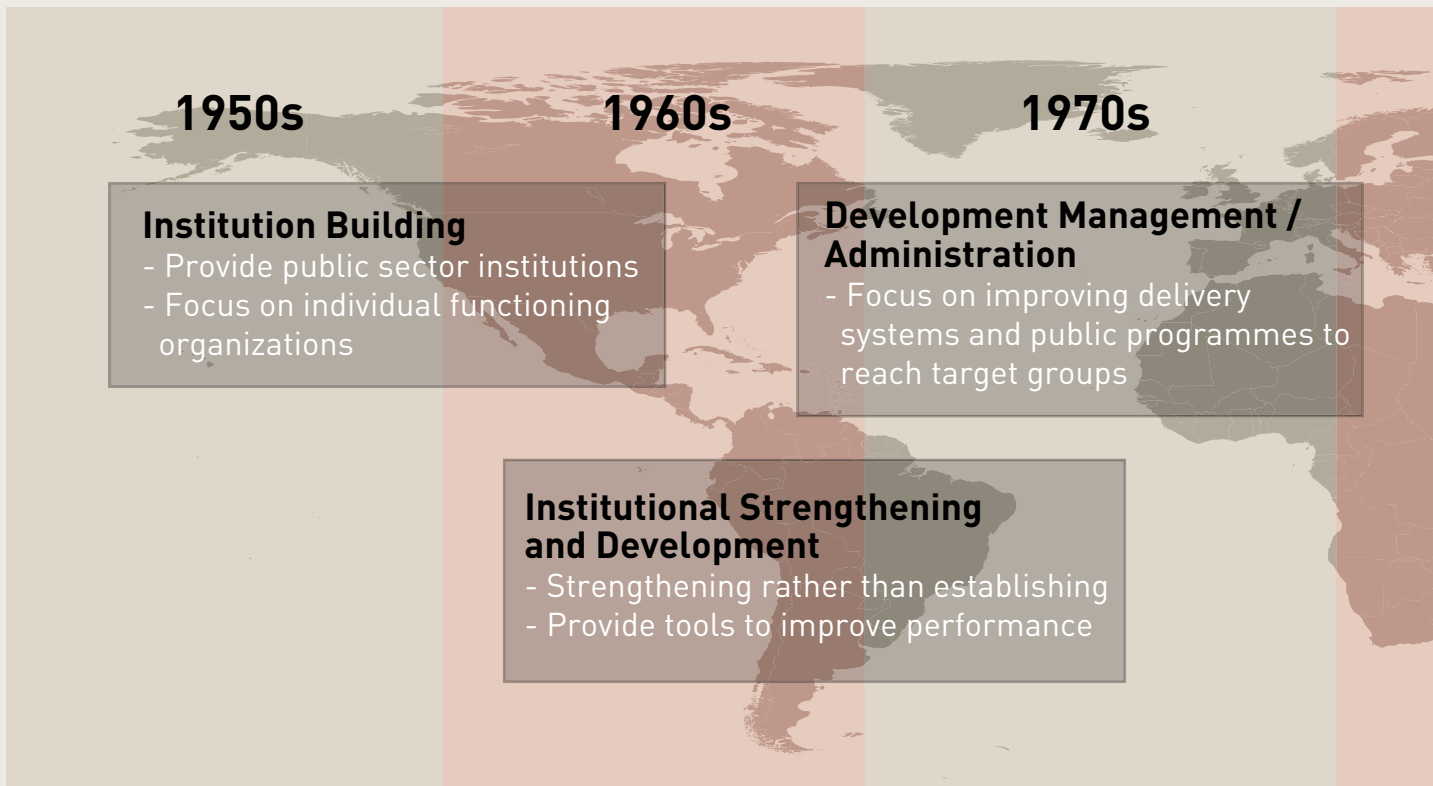 1950s
1960s
1970s
Institution Building
- Provide public sector institutions
- Focus on individual functioning
organizations
Development Management /
Administration
- Focus on improving delivery
systems and public programmes to
reach target groups
Institutional Strengthening
and Development
- Strengthening rather than establishing
- Provide tools to improve performance